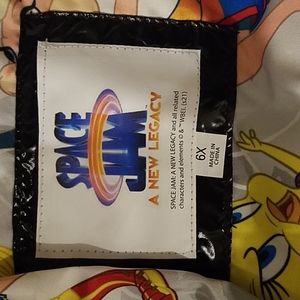 SPACE
JAM
A NEW LEGACY
SPACE JAM: A NEW LEGACY and all related
characters and elements © & ™ WBEI. (s21)
6X
MADE IN
CHINA